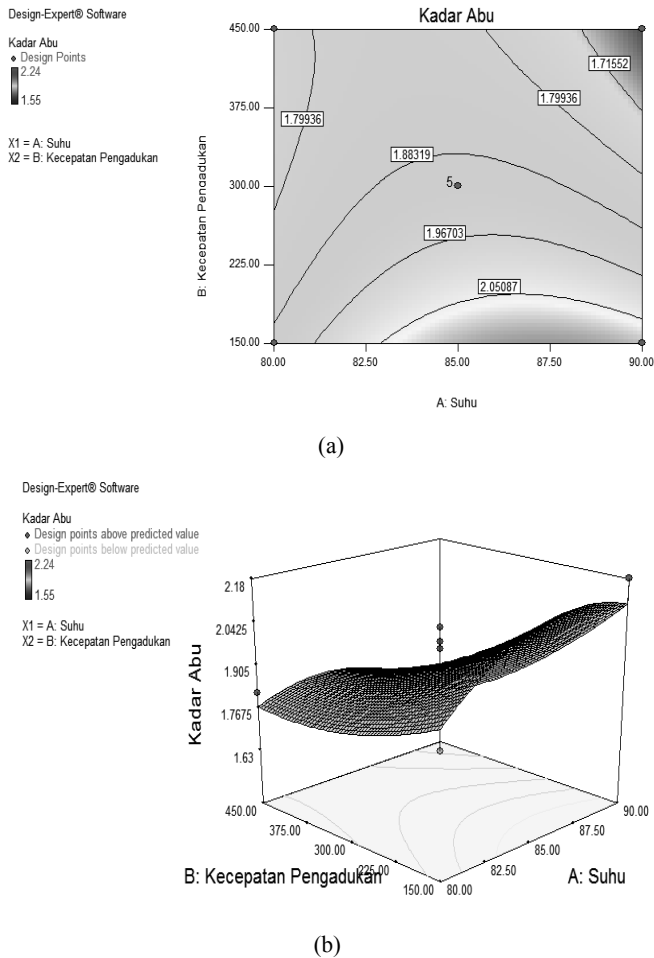 Design-Expert® Software
Kadar Abu
Design Points
2.24
1.55
X1 = A: Suhu
X2 = B: Kecepatan Pengadukan
Kadar Abu
450.00
375.00
300.00
225.00
150.00
B: Kecepatan Pengadukan
1.71552
1.79936
1.79936
1.88319
5
1.96703
2.05087
80.00 82.50 85.00 87.50 90.00
A: Suhu
(a)
Design-Expert® Software
Kadar Abu
Design points above predicted value
Design points below predicted value
2.24
1.55
X1 = A: Suhu
X2 = B: Kecepatan Pengadukan
2.18
2.0425
1.905
1.7675
1.63
Kadar Abu
450.00
375.00
300.00
225.00
150.00
80.00
82.50
85.00
87.50
90.00
B: Kecepatan Pengadukan
A: Suhu
(b)